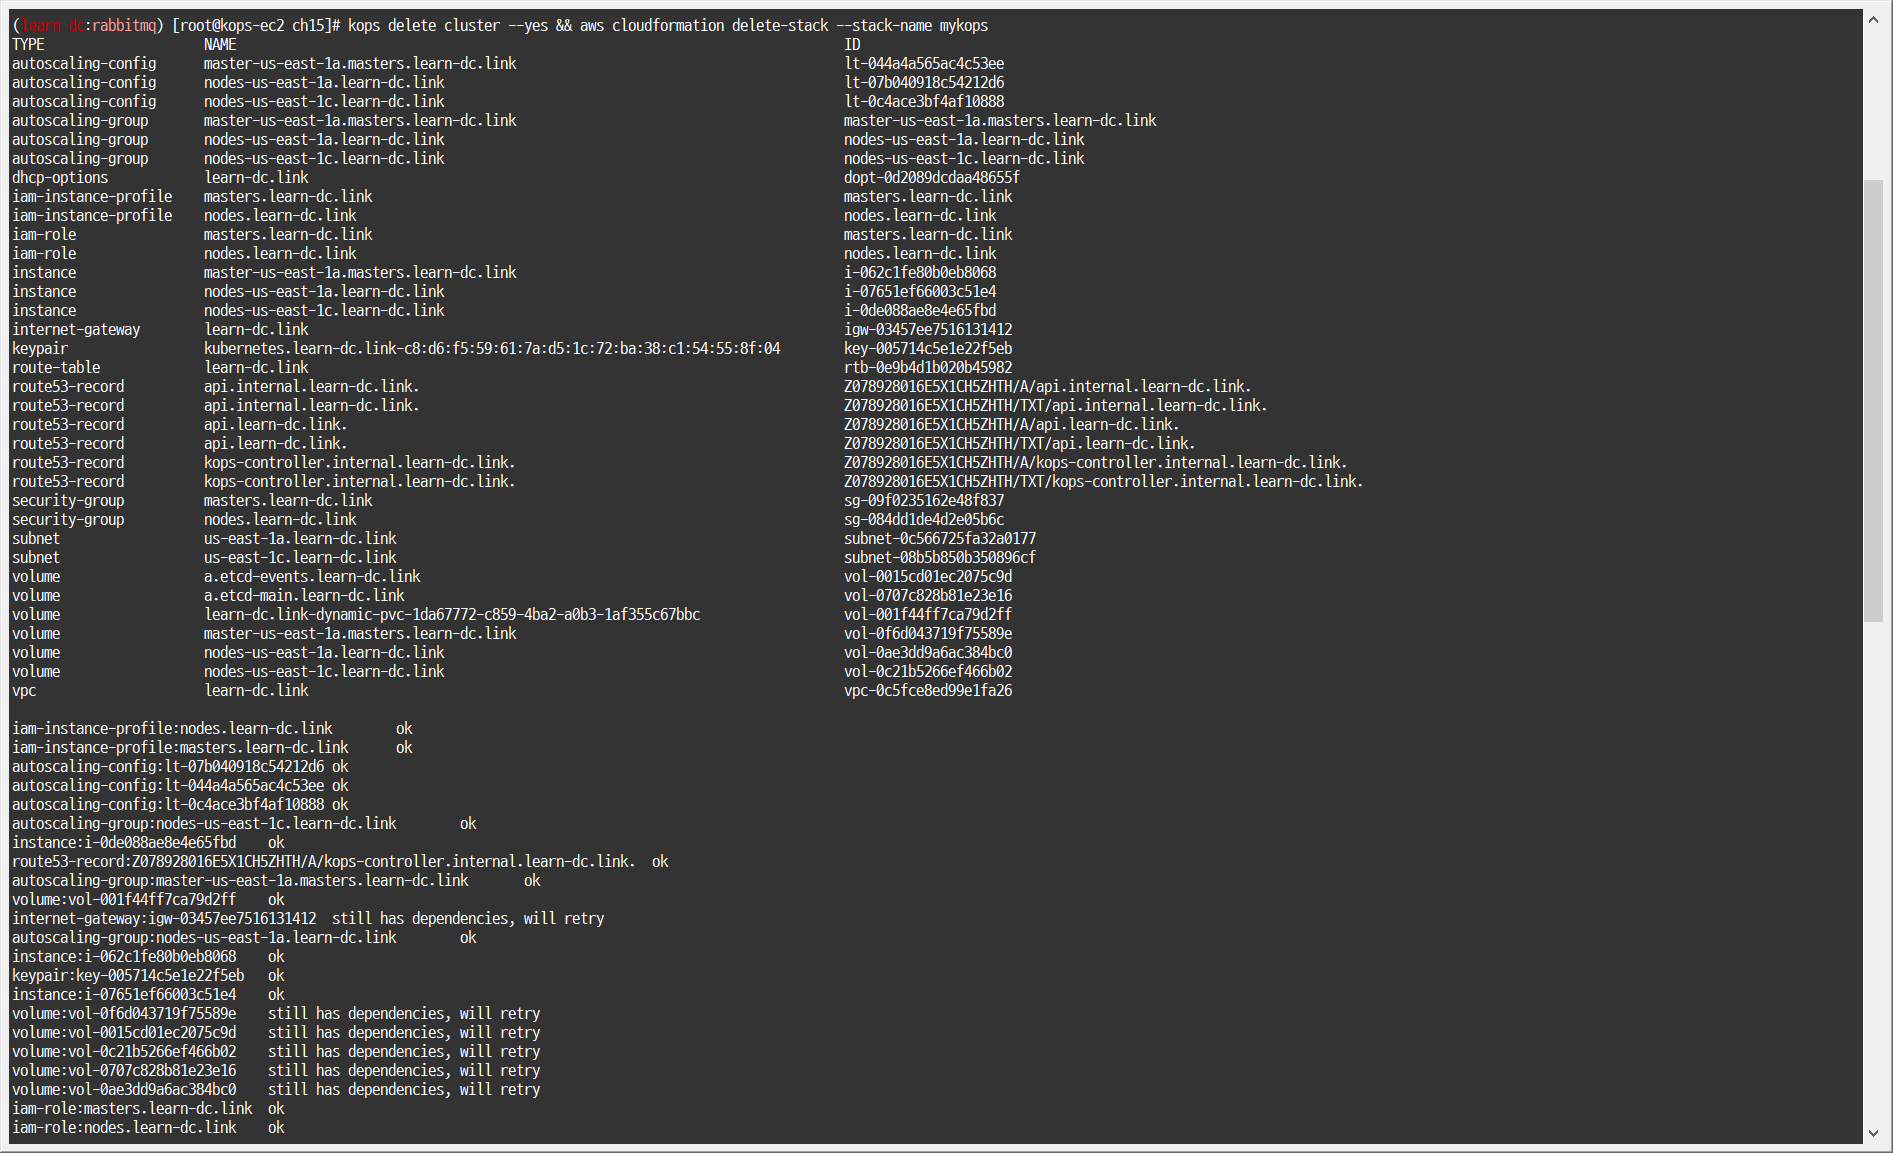 (learn-dc:rabbitmq) [root@kops-ec2 ch15]# kops delete cluster --yes && aws cloudformation delete-stack --stack-name mykops
TYPE NAME ID
autoscaling-config master-us-east-1a.masters.learn-dc.link lt-044a4a565ac4c53ee
autoscaling-config nodes-us-east-1a.learn-dc.link lt-07b040918c54212d6
autoscaling-config nodes-us-east-1c.learn-dc.link lt-0c4ace3bf4af10888
autoscaling-group master-us-east-1a.masters.learn-dc.link master-us-east-1a.masters.learn-dc.link
autoscaling-group nodes-us-east-1a.learn-dc.link nodes-us-east-1a.learn-dc.link
autoscaling-group nodes-us-east-1c.learn-dc.link nodes-us-east-1c.learn-dc.link
dhcp-options learn-dc.link dopt-0d2089dcdaa48655f
iam-instance-profile masters.learn-dc.link masters.learn-dc.link
iam-instance-profile nodes.learn-dc.link nodes.learn-dc.link
iam-role masters.learn-dc.link masters.learn-dc.link
iam-role nodes.learn-dc.link nodes.learn-dc.link
instance master-us-east-1a.masters.learn-dc.link i-062c1fe80b0eb8068
instance nodes-us-east-1a.learn-dc.link i-07651ef66003c51e4
instance nodes-us-east-1c.learn-dc.link i-0de088ae8e4e65fbd
internet-gateway learn-dc.link igw-03457ee7516131412
keypair kubernetes.learn-dc.link-c8:d6:f5:59:61:7a:d5:1c:72:ba:38:c1:54:55:8f:04 key-005714c5e1e22f5eb
route-table learn-dc.link rtb-0e9b4d1b020b45982
route53-record api.internal.learn-dc.link. Z078928016E5X1CH5ZHTH/A/api.internal.learn-dc.link.
route53-record api.internal.learn-dc.link. Z078928016E5X1CH5ZHTH/TXT/api.internal.learn-dc.link.
route53-record api.learn-dc.link. Z078928016E5X1CH5ZHTH/A/api.learn-dc.link.
route53-record api.learn-dc.link. Z078928016E5X1CH5ZHTH/TXT/api.learn-dc.link.
route53-record kops-controller.internal.learn-dc.link. Z078928016E5X1CH5ZHTH/A/kops-controller.internal.learn-dc.link.
route53-record kops-controller.internal.learn-dc.link. Z078928016E5X1CH5ZHTH/TXT/kops-controller.internal.learn-dc.link.
security-group masters.learn-dc.link sg-09f0235162e48f837
security-group nodes.learn-dc.link sg-084dd1de4d2e05b6c
subnet us-east-1a.learn-dc.link subnet-0c566725fa32a0177
subnet us-east-1c.learn-dc.link subnet-08b5b850b350896cf
volume a.etcd-events.learn-dc.link vol-0015cd01ec2075c9d
volume a.etcd-main.learn-dc.link vol-0707c828b81e23e16
volume learn-dc.link-dynamic-pvc-1da67772-c859-4ba2-a0b3-1af355c67bbc vol-001f44ff7ca79d2ff
volume master-us-east-1a.masters.learn-dc.link vol-0f6d043719f75589e
volume nodes-us-east-1a.learn-dc.link vol-0ae3dd9a6ac384bc0
volume nodes-us-east-1c.learn-dc.link vol-0c21b5266ef466b02
vpc learn-dc.link vpc-0c5fce8ed99e1fa26
iam-instance-profile:nodes.learn-dc.link ok
iam-instance-profile:masters.learn-dc.link ok
autoscaling-config:lt-07b040918c54212d6 ok
autoscaling-config:lt-044a4a565ac4c53ee ok
autoscaling-config:lt-0c4ace3bf4af10888 ok
autoscaling-group:nodes-us-east-1c.learn-dc.link ok
instance:i-0de088ae8e4e65fbd ok
route53-record:Z078928016E5X1CH5ZHTH/A/kops-controller.internal.learn-dc.link. ok
autoscaling-group:master-us-east-1a.masters.learn-dc.link ok
volume:vol-001f44ff7ca79d2ff ok
internet-gateway:igw-03457ee7516131412 still has dependencies, will retry
autoscaling-group:nodes-us-east-1a.learn-dc.link ok
instance:i-062c1fe80b0eb8068 ok
keypair:key-005714c5e1e22f5eb ok
instance:i-07651ef66003c51e4 ok
volume:vol-0f6d043719f75589e still has dependencies, will retry
volume:vol-0015cd01ec2075c9d still has dependencies, will retry
volume:vol-0c21b5266ef466b02 still has dependencies, will retry
volume:vol-0707c828b81e23e16 still has dependencies, will retry
volume:vol-0ae3dd9a6ac384bc0 still has dependencies, will retry
iam-role:masters.learn-dc.link ok
iam-role:nodes.learn-dc.link ok